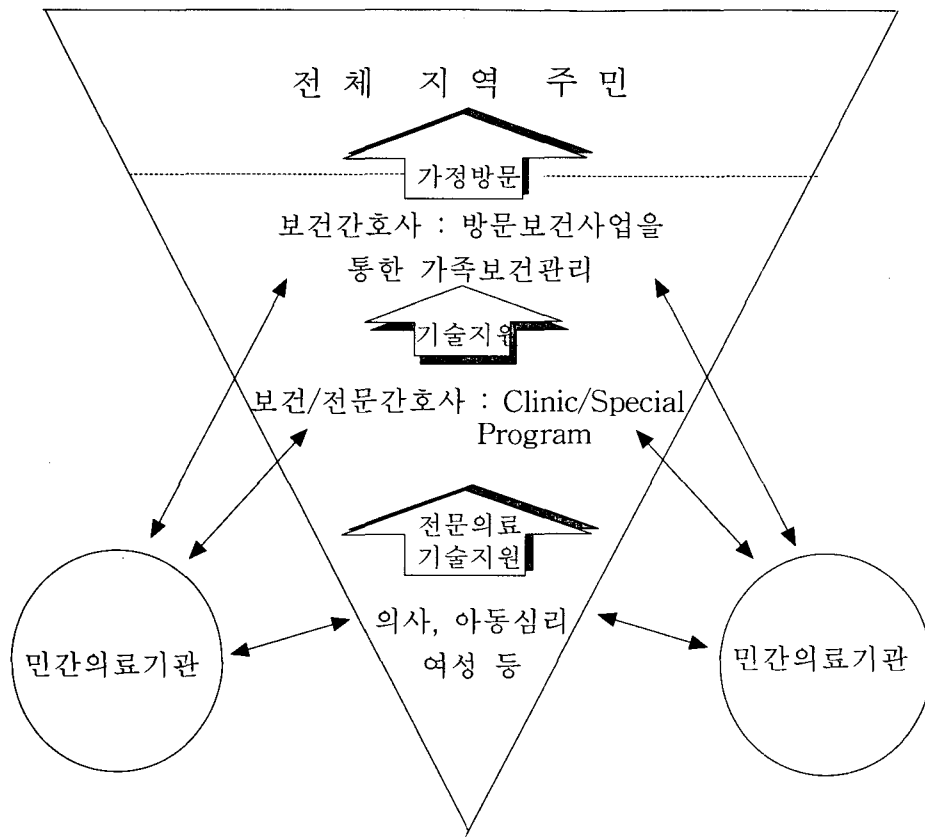 전 체 지 역 주 민
가정방문
보건간호사 : 방문보건사업을
통한 가족보건관리
기술지원
보건/전문간호사 : Clinic/Special
Program
전문의료
기술지원
의사, 아동심리
여성 등
민간의료기관
민간의료기관